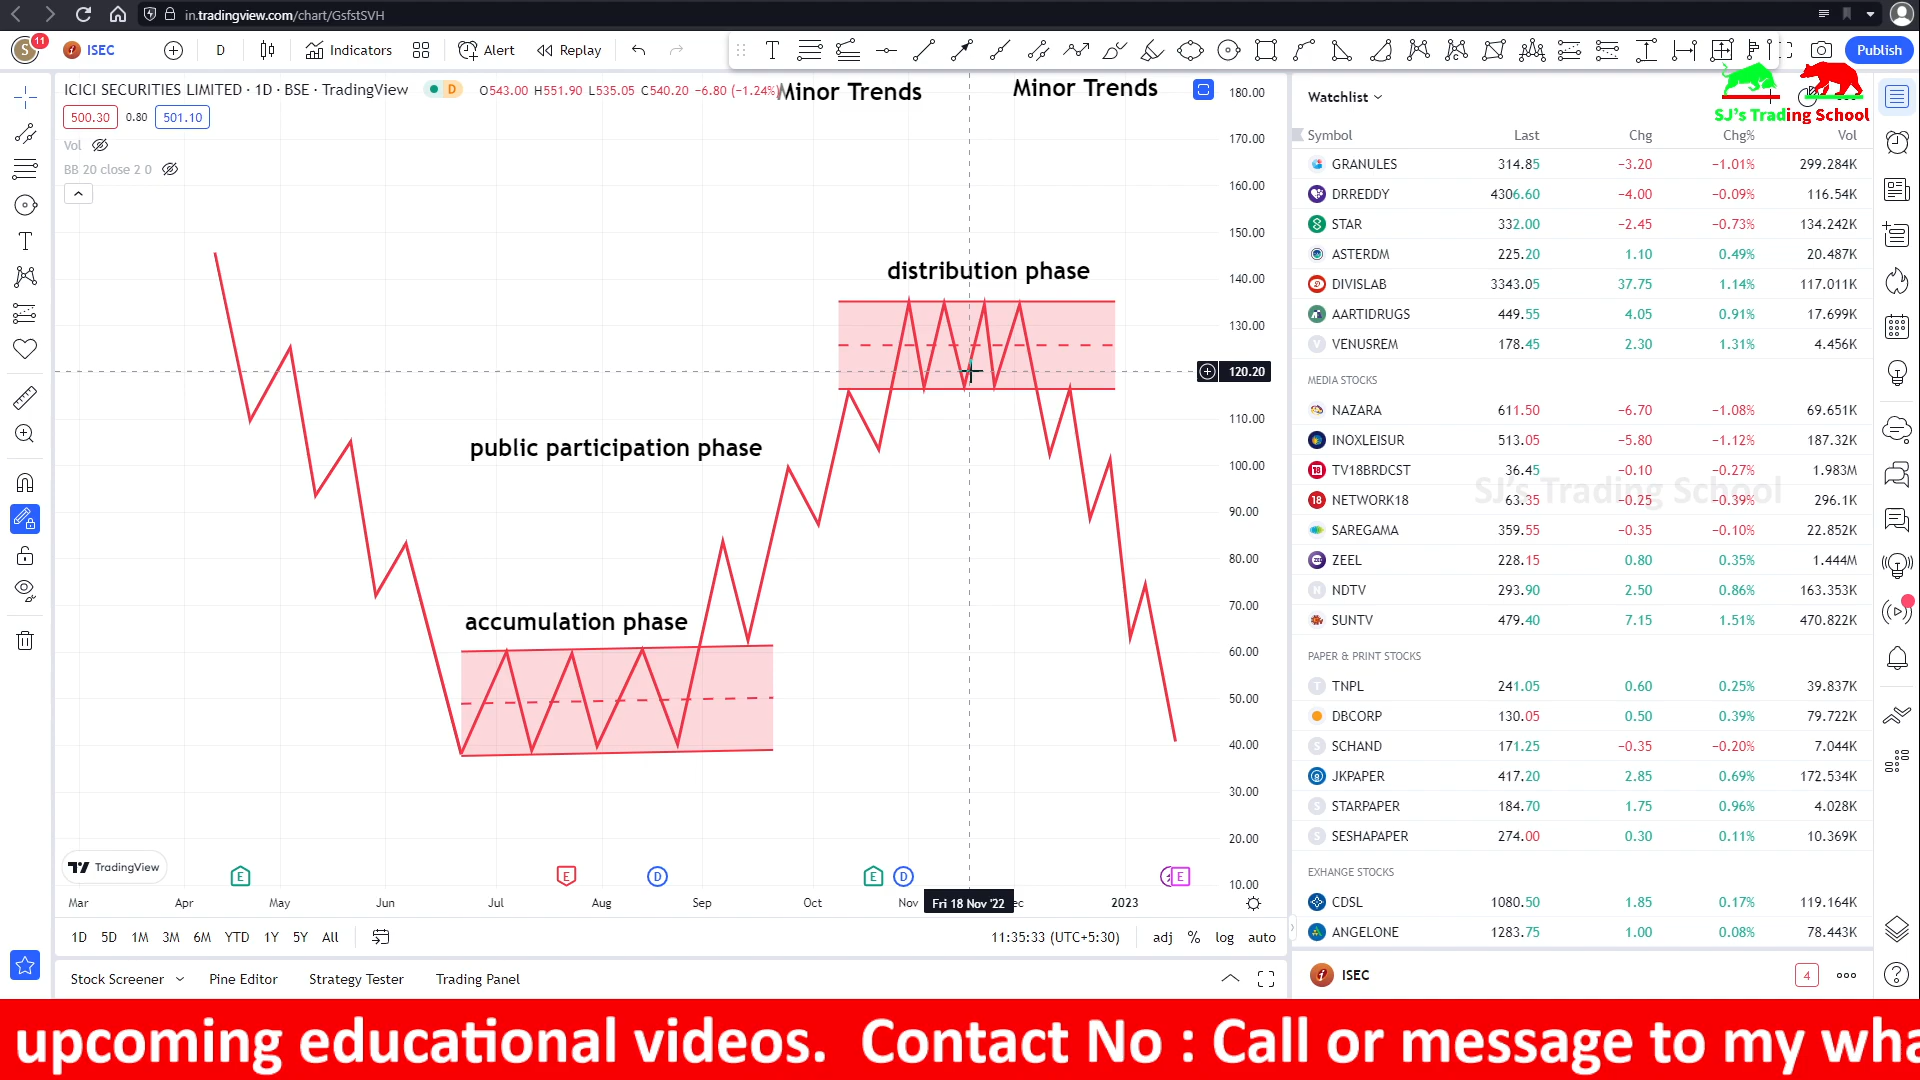 in.tradingview.com/chart/GsfstSVH
S 11 ISEC D Indicators Alert Replay Publish
ICICI SECURITIES LIMITED · 1D · BSE · TradingView D O543.00 H551.90 L535.05 C540.20 −6.80 (−1.24%)
Minor Trends
Minor Trends
500.30 0.80 501.10
Vol
BB 20 close 2 0
distribution phase
public participation phase
accumulation phase
180.00
170.00
160.00
150.00
140.00
130.00
120.20
110.00
100.00
90.00
80.00
70.00
60.00
50.00
40.00
30.00
20.00
10.00
TradingView
E E D E D E
Mar Apr May Jun Jul Aug Sep Oct Nov Fri 18 Nov '22 ec 2023
1D 5D 1M 3M 6M YTD 1Y 5Y All 11:35:33 (UTC+5:30) adj % log auto
Stock Screener Pine Editor Strategy Tester Trading Panel
Watchlist
SJ's Trading School
Symbol Last Chg Chg% Vol
GRANULES 314.85 −3.20 −1.01% 299.284K
DRREDDY 4306.60 −4.00 −0.09% 116.54K
STAR 332.00 −2.45 −0.73% 134.242K
ASTERDM 225.20 1.10 0.49% 20.487K
DIVISLAB 3343.05 37.75 1.14% 117.011K
AARTIDRUGS 449.55 4.05 0.91% 17.699K
V VENUSREM 178.45 2.30 1.31% 4.456K
MEDIA STOCKS
NAZARA 611.50 −6.70 −1.08% 69.651K
INOXLEISUR 513.05 −5.80 −1.12% 187.32K
18 TV18BRDCST 36.45 −0.10 −0.27% 1.983M
SJ's Trading School
18 NETWORK18 63.35 −0.25 −0.39% 296.1K
SAREGAMA 359.55 −0.35 −0.10% 22.852K
ZEEL 228.15 0.80 0.35% 1.444M
N NDTV 293.90 2.50 0.86% 163.353K
SUNTV 479.40 7.15 1.51% 470.822K
PAPER & PRINT STOCKS
T TNPL 241.05 0.60 0.25% 39.837K
DBCORP 130.05 0.50 0.39% 79.722K
S SCHAND 171.25 −0.35 −0.20% 7.044K
JKPAPER 417.20 2.85 0.69% 172.534K
S STARPAPER 184.70 1.75 0.96% 4.028K
S SESHAPAPER 274.00 0.30 0.11% 10.369K
EXHANGE STOCKS
CDSL 1080.50 1.85 0.17% 119.164K
ANGELONE 1283.75 1.00 0.08% 78.443K
ISEC 4
upcoming educational videos. Contact No : Call or message to my wha